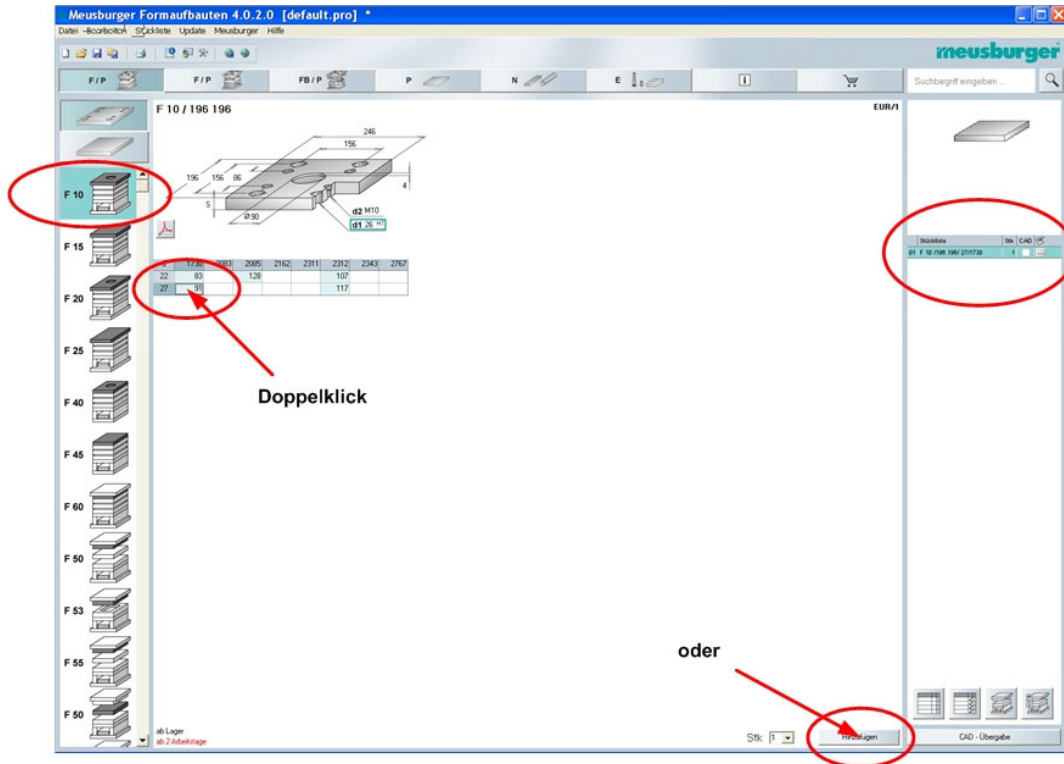 Meusburger Formaufbauten 4.0.2.0 [default.pro] *
Datei Bearbeiten Stückliste Update Meusburger Hilfe
meusburger
F / P F / P FB / P P N E i Suchbegriff eingeben ...
F 10 / 196 196 EUR/1
246
156
196 156 86
4
S
Ø 90
d2 M10
d1 26 H7
F 10
F 15
F 20
F 25
F 40
F 45
F 60
F 50
F 53
F 55
F 50
1730 2083 2085 2162 2311 2312 2343 2767
22 83 128 107
27 91 117
Doppelklick
Stückliste Stk CAD
01 F 10 /196 196/ 27/1730 1
oder
ab Lager
ab 2 Arbeitstage
Stk 1 Hinzufügen CAD - Übergabe